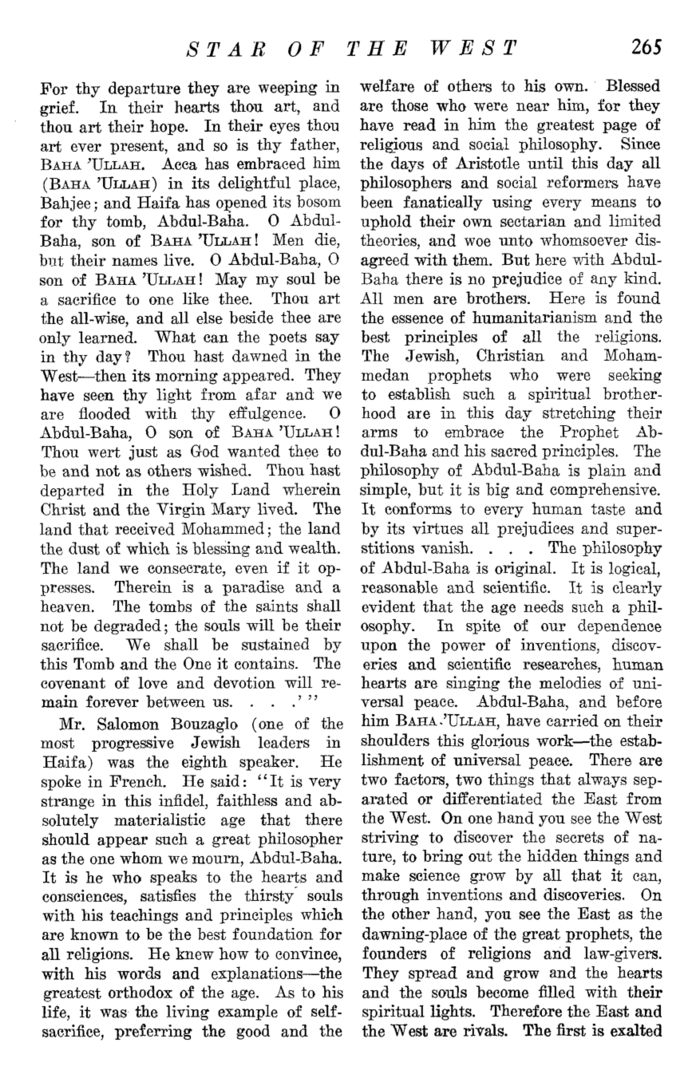 STAR OF THE WEST 265
For thy departure they are weeping in
grief. In their hearts thou art, and
thou art their hope. In their eyes thou
art ever present, and so is thy father,
BAHA 'ULLAH. Acca has embraced him
(BAHA 'ULLAH) in its delightful place,
Bahjee; and Haifa has opened its bosom
for thy tomb, Abdul-Baha. O Abdul-
Baha, son of BAHA 'ULLAH! Men die,
but their names live. O Abdul-Baha, O
son of BAHA 'ULLAH! May my soul be
a sacrifice to one like thee. Thou art
the all-wise, and all else beside thee are
only learned. What can the poets say
in thy day? Thou hast dawned in the
West—then its morning appeared. They
have seen thy light from afar and we
are flooded with thy effulgence. O
Abdul-Baha, O son of BAHA 'ULLAH!
Thou wert just as God wanted thee to
be and not as others wished. Thou hast
departed in the Holy Land wherein
Christ and the Virgin Mary lived. The
land that received Mohammed; the land
the dust of which is blessing and wealth.
The land we consecrate, even if it op-
presses. Therein is a paradise and a
heaven. The tombs of the saints shall
not be degraded; the souls will be their
sacrifice. We shall be sustained by
this Tomb and the One it contains. The
covenant of love and devotion will re-
main forever between us. . . .' "
Mr. Salomon Bouzaglo (one of the
most progressive Jewish leaders in
Haifa) was the eighth speaker. He
spoke in French. He said: "It is very
strange in this infidel, faithless and ab-
solutely materialistic age that there
should appear such a great philosopher
as the one whom we mourn, Abdul-Baha.
It is he who speaks to the hearts and
consciences, satisfies the thirsty souls
with his teachings and principles which
are known to be the best foundation for
all religions. He knew how to convince,
with his words and explanations—the
greatest orthodox of the age. As to his
life, it was the living example of self-
sacrifice, preferring the good and the
welfare of others to his own. Blessed
are those who were near him, for they
have read in him the greatest page of
religious and social philosophy. Since
the days of Aristotle until this day all
philosophers and social reformers have
been fanatically using every means to
uphold their own sectarian and limited
theories, and woe unto whomsoever dis-
agreed with them. But here with Abdul-
Baha there is no prejudice of any kind.
All men are brothers. Here is found
the essence of humanitarianism and the
best principles of all the religions.
The Jewish, Christian and Moham-
medan prophets who were seeking
to establish such a spiritual brother-
hood are in this day stretching their
arms to embrace the Prophet Ab-
dul-Baha and his sacred principles. The
philosophy of Abdul-Baha is plain and
simple, but it is big and comprehensive.
It conforms to every human taste and
by its virtues all prejudices and super-
stitions vanish. . . . The philosophy
of Abdul-Baha is original. It is logical,
reasonable and scientific. It is clearly
evident that the age needs such a phil-
osophy. In spite of our dependence
upon the power of inventions, discov-
eries and scientific researches, human
hearts are singing the melodies of uni-
versal peace. Abdul-Baha, and before
him BAHA.'ULLAH, have carried on their
shoulders this glorious work—the estab-
lishment of universal peace. There are
two factors, two things that always sep-
arated or differentiated the East from
the West. On one hand you see the West
striving to discover the secrets of na-
ture, to bring out the hidden things and
make science grow by all that it can,
through inventions and discoveries. On
the other hand, you see the East as the
dawning-place of the great prophets, the
founders of religions and law-givers.
They spread and grow and the hearts
and the souls become filled with their
spiritual lights. Therefore the East and
the West are rivals. The first is exalted